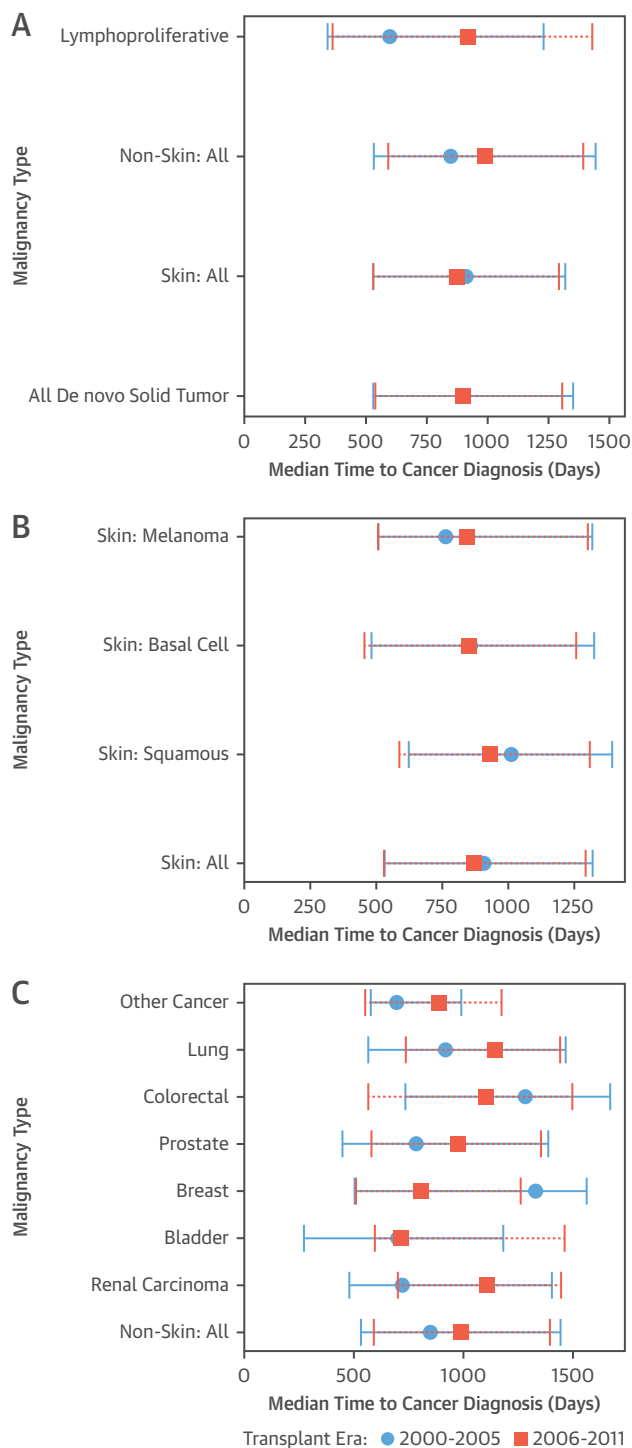 A
Malignancy Type
Lymphoproliferative
Non-Skin: All
Skin: All
All De novo Solid Tumor
0 250 500 750 1000 1250 1500
Median Time to Cancer Diagnosis (Days)
B
Malignancy Type
Skin: Melanoma
Skin: Basal Cell
Skin: Squamous
Skin: All
0 250 500 750 1000 1250
Median Time to Cancer Diagnosis (Days)
C
Malignancy Type
Other Cancer
Lung
Colorectal
Prostate
Breast
Bladder
Renal Carcinoma
Non-Skin: All
0 500 1000 1500
Median Time to Cancer Diagnosis (Days)
Transplant Era: 2000-2005 2006-2011